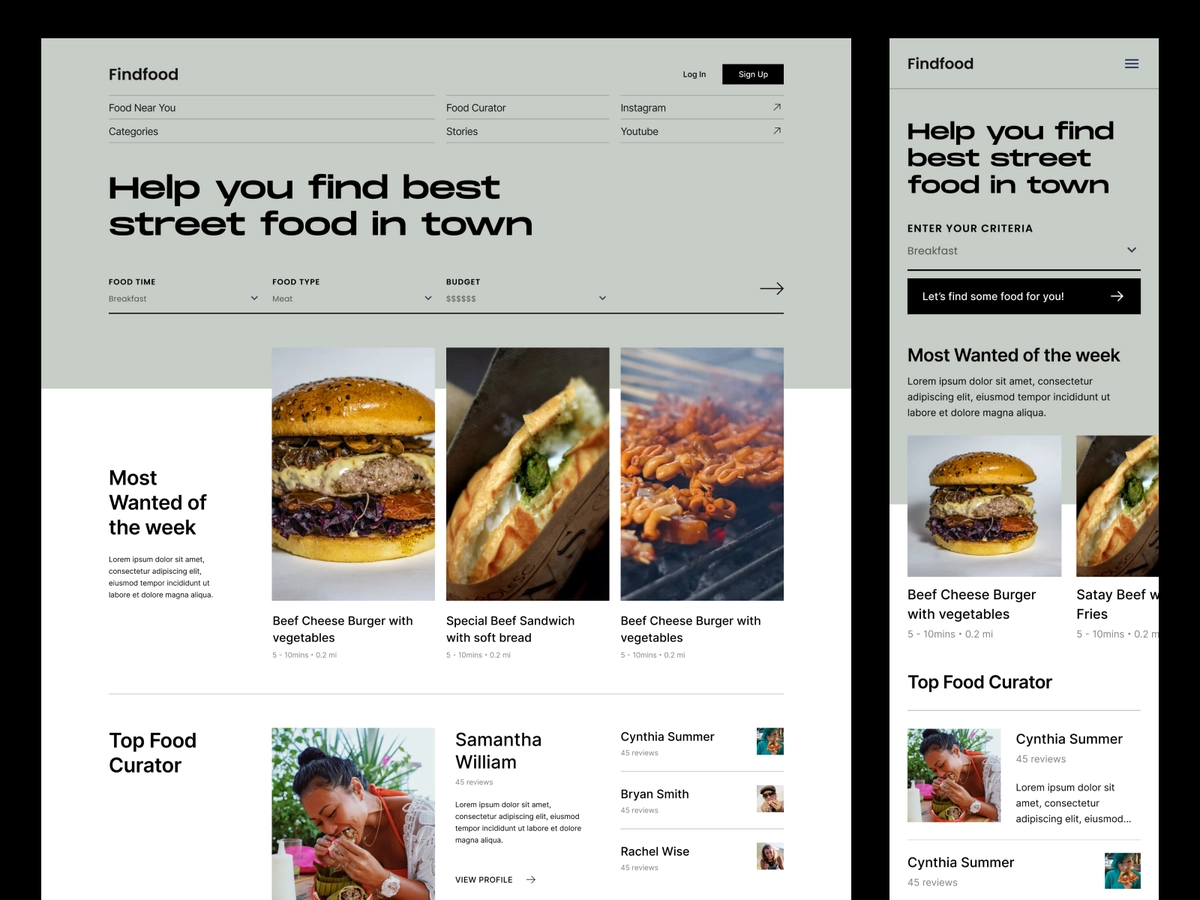 Findfood
Log In
Sign Up
Food Near You
Food Curator
Instagram
Categories
Stories
Youtube
Help you find best
street food in town
FOOD TIME
FOOD TYPE
BUDGET
Breakfast
Meat
$$$$$$
Most
Wanted of
the week
Lorem ipsum dolor sit amet,
consectetur adipiscing elit,
eiusmod tempor incididunt ut
labore et dolore magna aliqua.
Beef Cheese Burger with
vegetables
5 - 10mins • 0.2 mi
Special Beef Sandwich
with soft bread
5 - 10mins • 0.2 mi
Beef Cheese Burger with
vegetables
5 - 10mins • 0.2 mi
Top Food
Curator
Samantha
William
45 reviews
Lorem ipsum dolor sit amet,
consectetur adipiscing elit, eiusmod
tempor incididunt ut labore et dolore
magna aliqua.
VIEW PROFILE
Cynthia Summer
45 reviews
Bryan Smith
45 reviews
Rachel Wise
45 reviews
Findfood
Help you find
best street
food in town
ENTER YOUR CRITERIA
Breakfast
Let's find some food for you!
Most Wanted of the week
Lorem ipsum dolor sit amet, consectetur
adipiscing elit, eiusmod tempor incididunt ut
labore et dolore magna aliqua.
Beef Cheese Burger
with vegetables
5 - 10mins • 0.2 mi
Satay Beef w
Fries
5 - 10mins • 0.2 m
Top Food Curator
Cynthia Summer
45 reviews
Lorem ipsum dolor sit
amet, consectetur
adipiscing elit, eiusmod...
Cynthia Summer
45 reviews